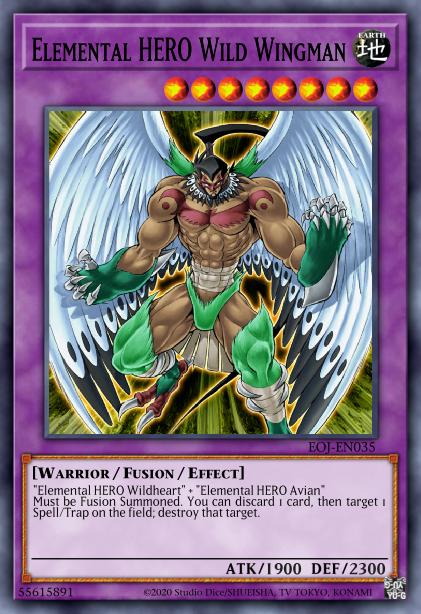 Elemental HERO Wild Wingman
EARTH
地
EOJ-EN035
[Warrior / Fusion / Effect]
"Elemental HERO Wildheart" + "Elemental HERO Avian"
Must be Fusion Summoned. You can discard 1 card, then target 1
Spell/Trap on the field; destroy that target.
ATK/1900 DEF/2300
55615891
©2020 Studio Dice/SHUEISHA, TV TOKYO, KONAMI